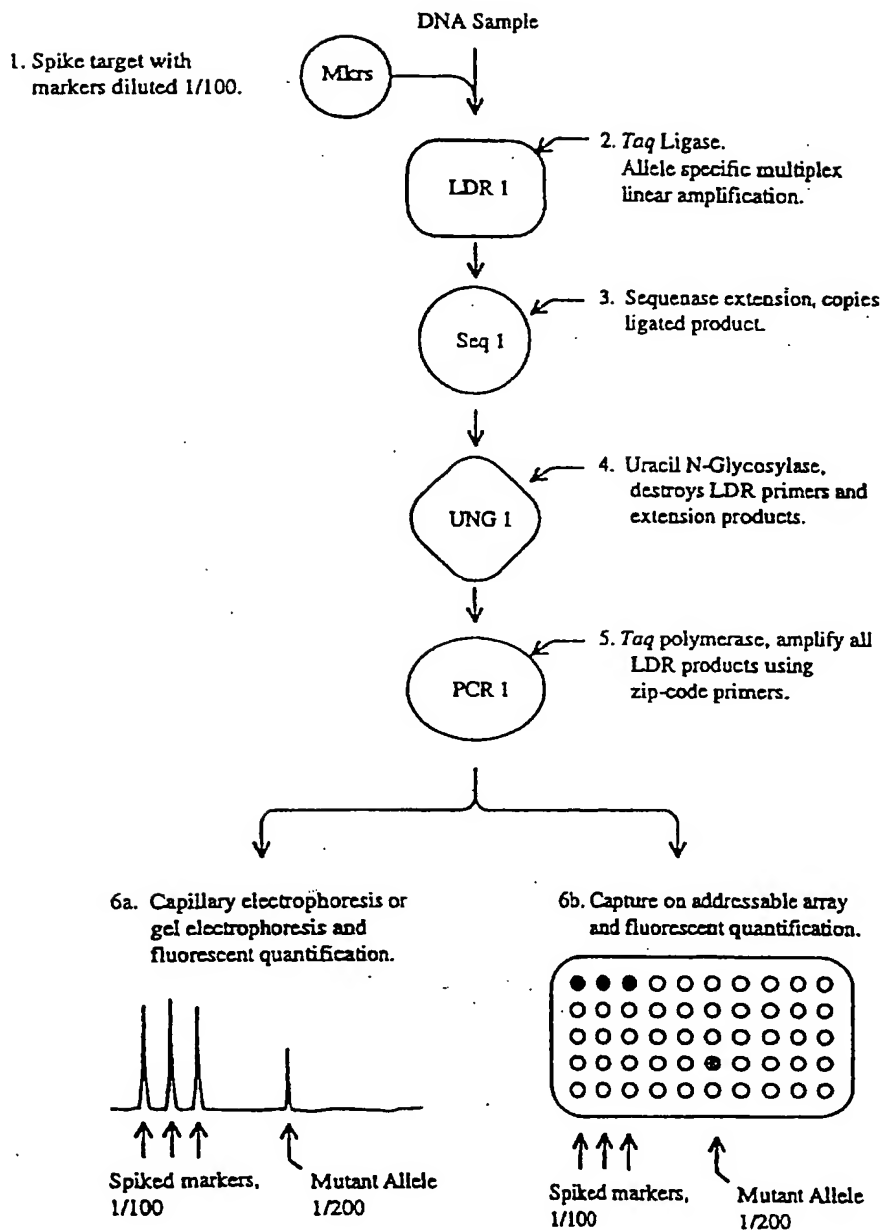 DNA Sample
1. Spike target with
markers diluted 1/100.
Mkrs
2. Taq Ligase.
Allele specific multiplex
linear amplification.
LDR 1
3. Sequenase extension, copies
ligated product.
Seq 1
4. Uracil N-Glycosylase,
destroys LDR primers and
extension products.
UNG 1
5. Taq polymerase, amplify all
LDR products using
zip-code primers.
PCR 1
6a. Capillary electrophoresis or
gel electrophoresis and
fluorescent quantification.
6b. Capture on addressable array
and fluorescent quantification.
Spiked markers,
1/100
Mutant Allele
1/200
Spiked markers,
1/100
Mutant Allele
1/200